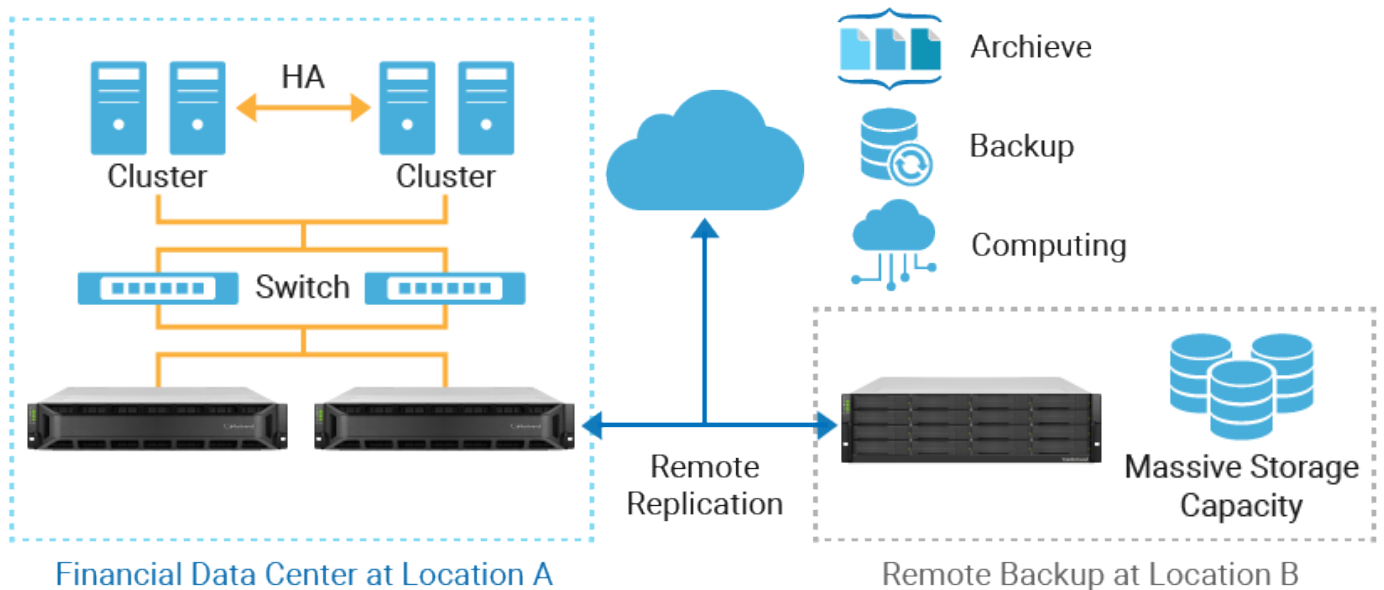 HA
Cluster
Cluster
Switch
Archieve
Backup
Computing
Remote
Replication
Massive Storage
Capacity
Financial Data Center at Location A
Remote Backup at Location B